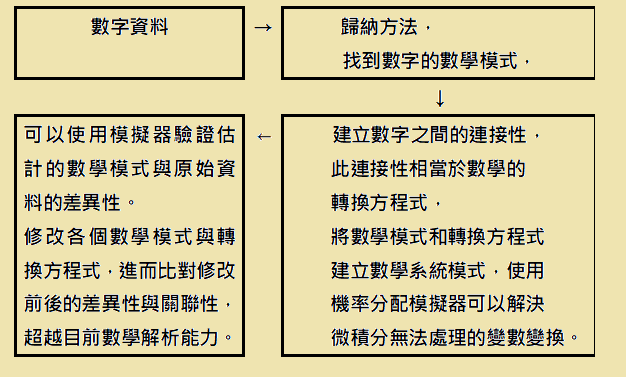 數字資料
→
歸納方法，
找到數字的數學模式，
↓
建立數字之間的連接性，
此連接性相當於數學的
轉換方程式，
將數學模式和轉換方程式
建立數學系統模式，使用
機率分配模擬器可以解決
微積分無法處理的變數變換。
←
可以使用模擬器驗證估
計的數學模式與原始資
料的差異性。
修改各個數學模式與轉
換方程式，進而比對修改
前後的差異性與關聯性，
超越目前數學解析能力。